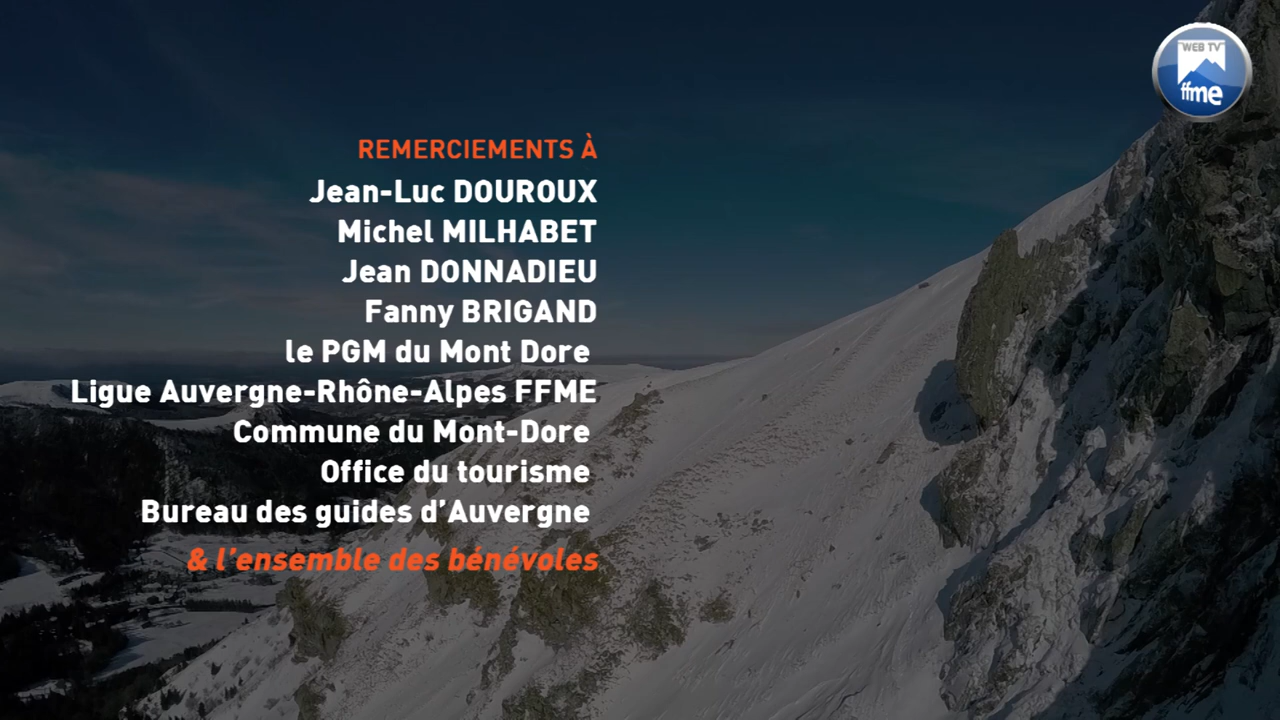 WEB TV
ffme
REMERCIEMENTS À
Jean-Luc DOUROUX
Michel MILHABET
Jean DONNADIEU
Fanny BRIGAND
le PGM du Mont Dore
Ligue Auvergne-Rhône-Alpes FFME
Commune du Mont-Dore
Office du tourisme
Bureau des guides d’Auvergne
& l’ensemble des bénévoles